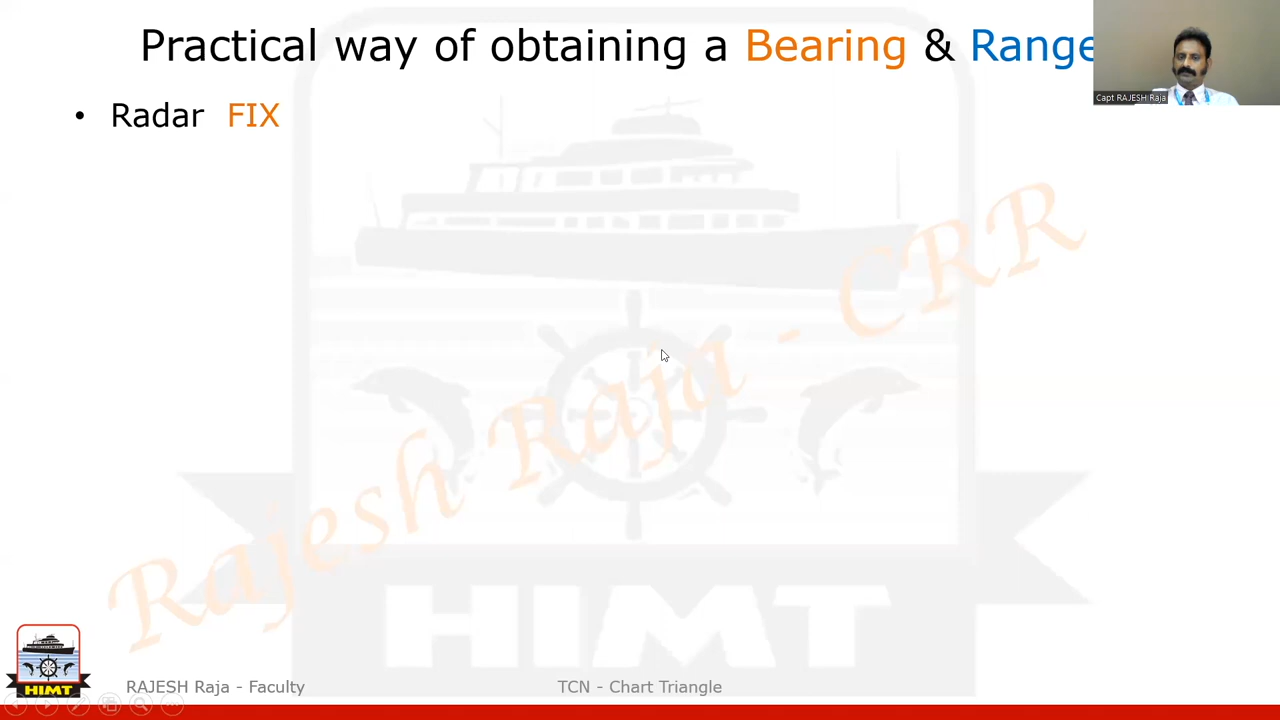 Practical way of obtaining a Bearing & Range
Capt RAJESH Raja
• Radar FIX
Rajesh Raja - CRR
HIMT
HIMT
RAJESH Raja - Faculty
TCN - Chart Triangle